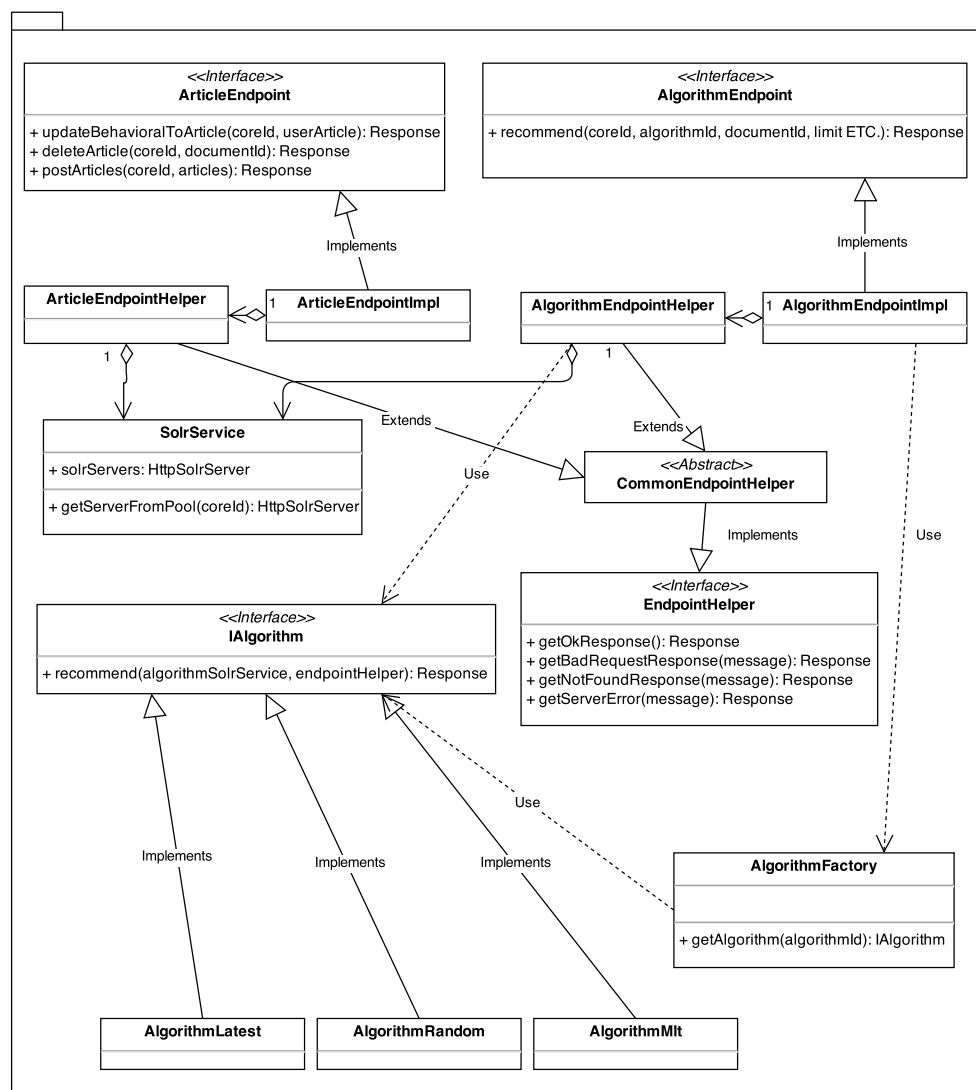 <<Interface>>
ArticleEndpoint
+ updateBehavioralToArticle(coreId, userArticle): Response
+ deleteArticle(coreId, documentId): Response
+ postArticles(coreId, articles): Response
<<Interface>>
AlgorithmEndpoint
+ recommend(coreId, algorithmId, documentId, limit ETC.): Response
Implements
Implements
ArticleEndpointHelper
1
ArticleEndpointImpl
AlgorithmEndpointHelper
1
AlgorithmEndpointImpl
1
1
SolrService
+ solrServers: HttpSolrServer
+ getServerFromPool(coreId): HttpSolrServer
Extends
Extends
Use
<<Abstract>>
CommonEndpointHelper
Implements
Use
<<Interface>>
EndpointHelper
+ getOkResponse(): Response
+ getBadRequestResponse(message): Response
+ getNotFoundResponse(message): Response
+ getServerError(message): Response
<<Interface>>
IAlgorithm
+ recommend(algorithmSolrService, endpointHelper): Response
Use
Implements
Implements
Implements
AlgorithmFactory
+ getAlgorithm(algorithmId): IAlgorithm
AlgorithmLatest
AlgorithmRandom
AlgorithmMlt